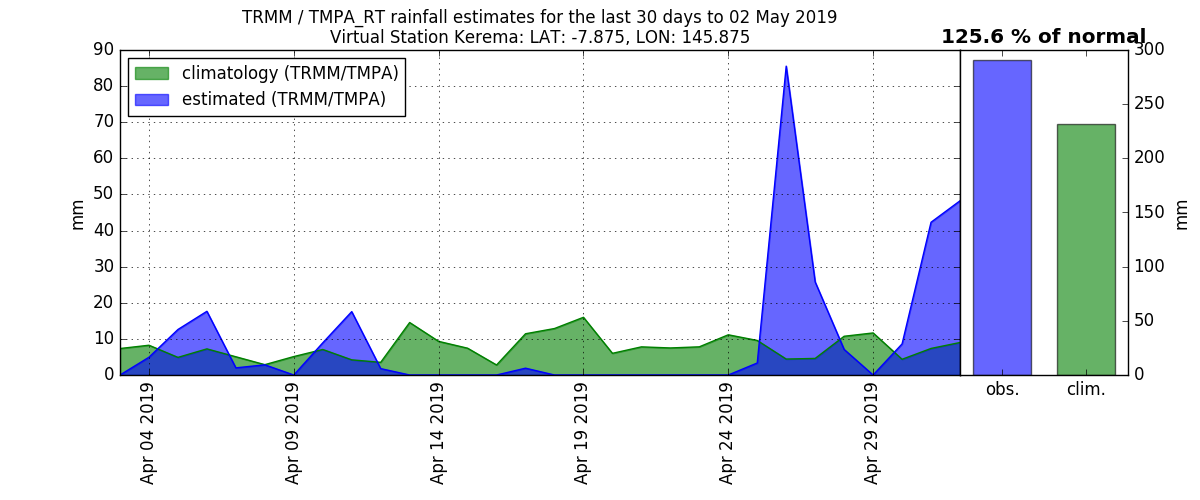 TRMM / TMPA_RT rainfall estimates for the last 30 days to 02 May 2019
Virtual Station Kerema: LAT: -7.875, LON: 145.875
125.6 % of normal
climatology (TRMM/TMPA)
estimated (TRMM/TMPA)
mm
90
80
70
60
50
40
30
20
10
0
Apr 04 2019
Apr 09 2019
Apr 14 2019
Apr 19 2019
Apr 24 2019
Apr 29 2019
300
250
200
150
100
50
0
mm
obs.
clim.